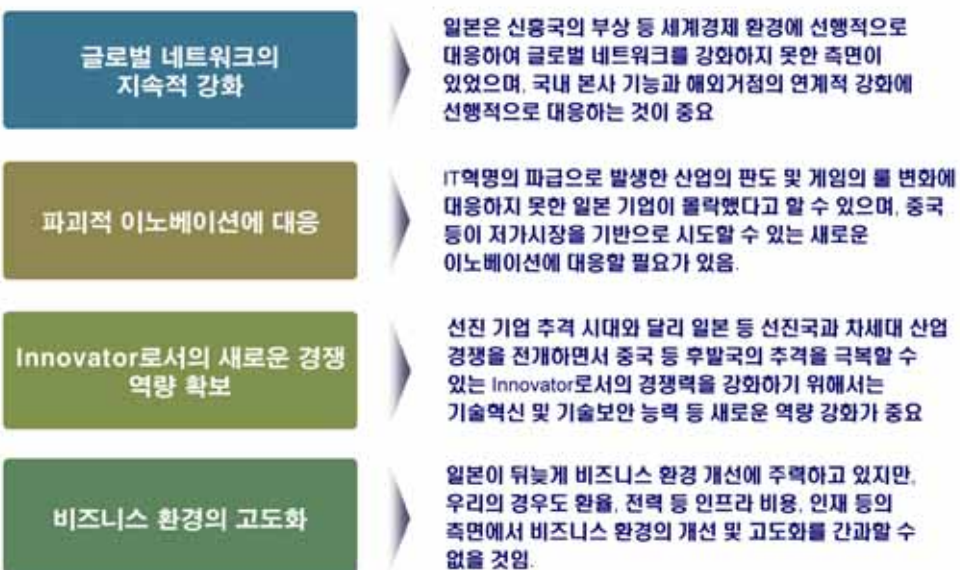 글로벌 네트워크의
지속적 강화
일본은 신흥국의 부상 등 세계경제 환경에 선행적으로
대응하여 글로벌 네트워크를 강화하지 못한 측면이
있었으며, 국내 본사 기능과 해외거점의 연계적 강화에
선행적으로 대응하는 것이 중요
파괴적 이노베이션에 대응
IT혁명의 파급으로 발생한 산업의 판도 및 게임의 룰 변화에
대응하지 못한 일본 기업이 몰락했다고 할 수 있으며, 중국
등이 저가시장을 기반으로 시도할 수 있는 새로운
이노베이션에 대응할 필요가 있음.
Innovator로서의 새로운 경쟁
역량 확보
선진 기업 추격 시대와 달리 일본 등 선진국과 차세대 산업
경쟁을 전개하면서 중국 등 후발국의 추격을 극복할 수
있는 Innovator로서의 경쟁력을 강화하기 위해서는
기술혁신 및 기술보안 능력 등 새로운 역량 강화가 중요
비즈니스 환경의 고도화
일본이 뒤늦게 비즈니스 환경 개선에 주력하고 있지만,
우리의 경우도 환율, 전력 등 인프라 비용, 인재 등의
측면에서 비즈니스 환경의 개선 및 고도화를 간과할 수
없을 것임.